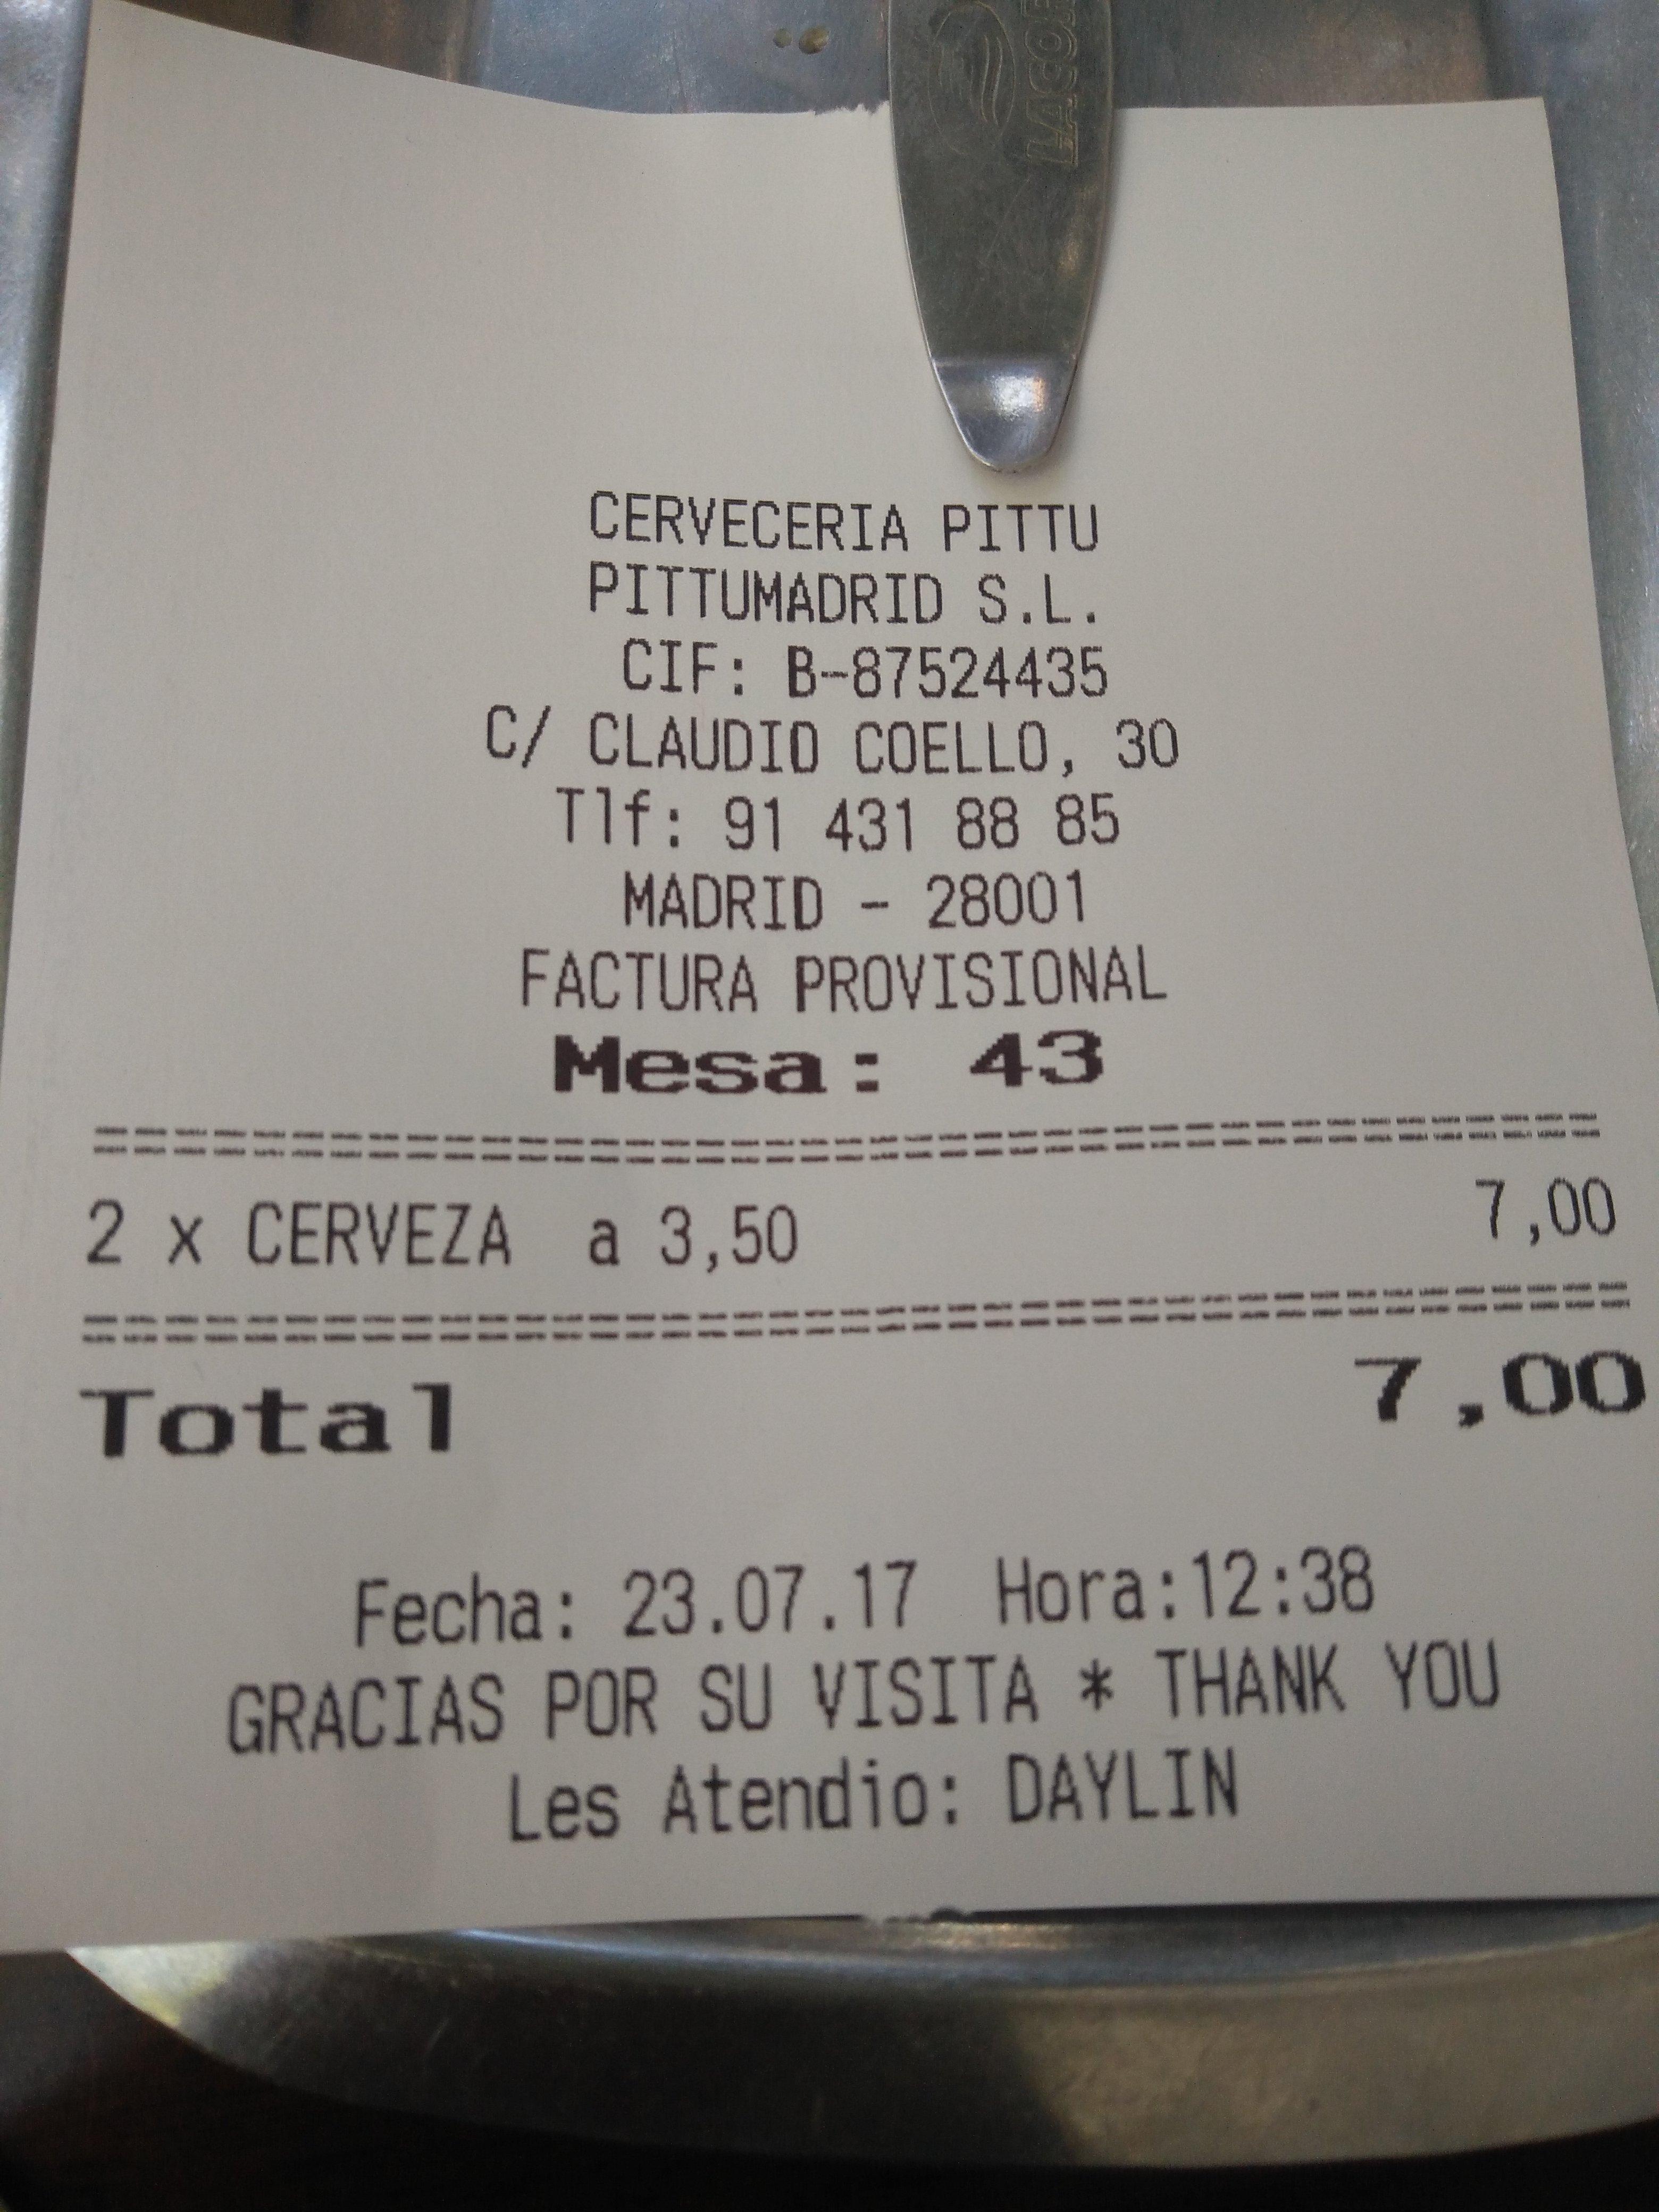 LACOR
CERVECERIA PITTU
PITTUMADRID S.L.
CIF: B-87524435
C/ CLAUDIO COELLO, 30
Tlf: 91 431 88 85
MADRID - 28001
FACTURA PROVISIONAL
Mesa: 43
2 x CERVEZA a 3,50 7,00
Total 7,00
Fecha: 23.07.17 Hora:12:38
GRACIAS POR SU VISITA * THANK YOU
Les Atendio: DAYLIN